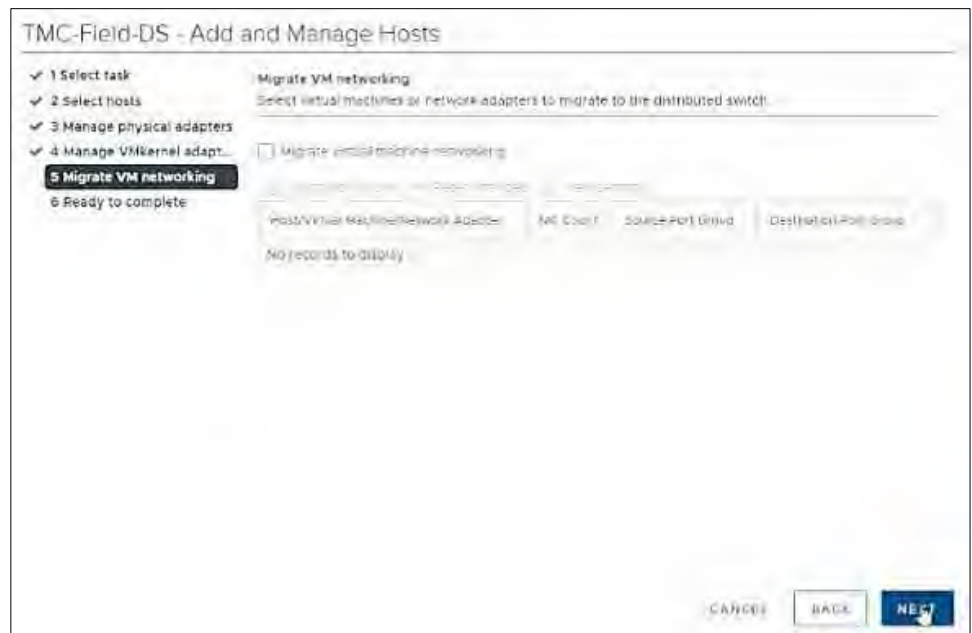 TMC-Field-DS - Add and Manage Hosts
1 Select task
2 Select hosts
3 Manage physical adapters
4 Manage VMkernel adapt...
5 Migrate VM networking
6 Ready to complete
Migrate VM networking
Select virtual machines or network adapters to migrate to the distributed switch.
Migrate virtual machine networking
Host/Virtual Machine/Network Adapter NIC Count Source Port Group Destination Port Group
No records to display
CANCEL BACK NEXT